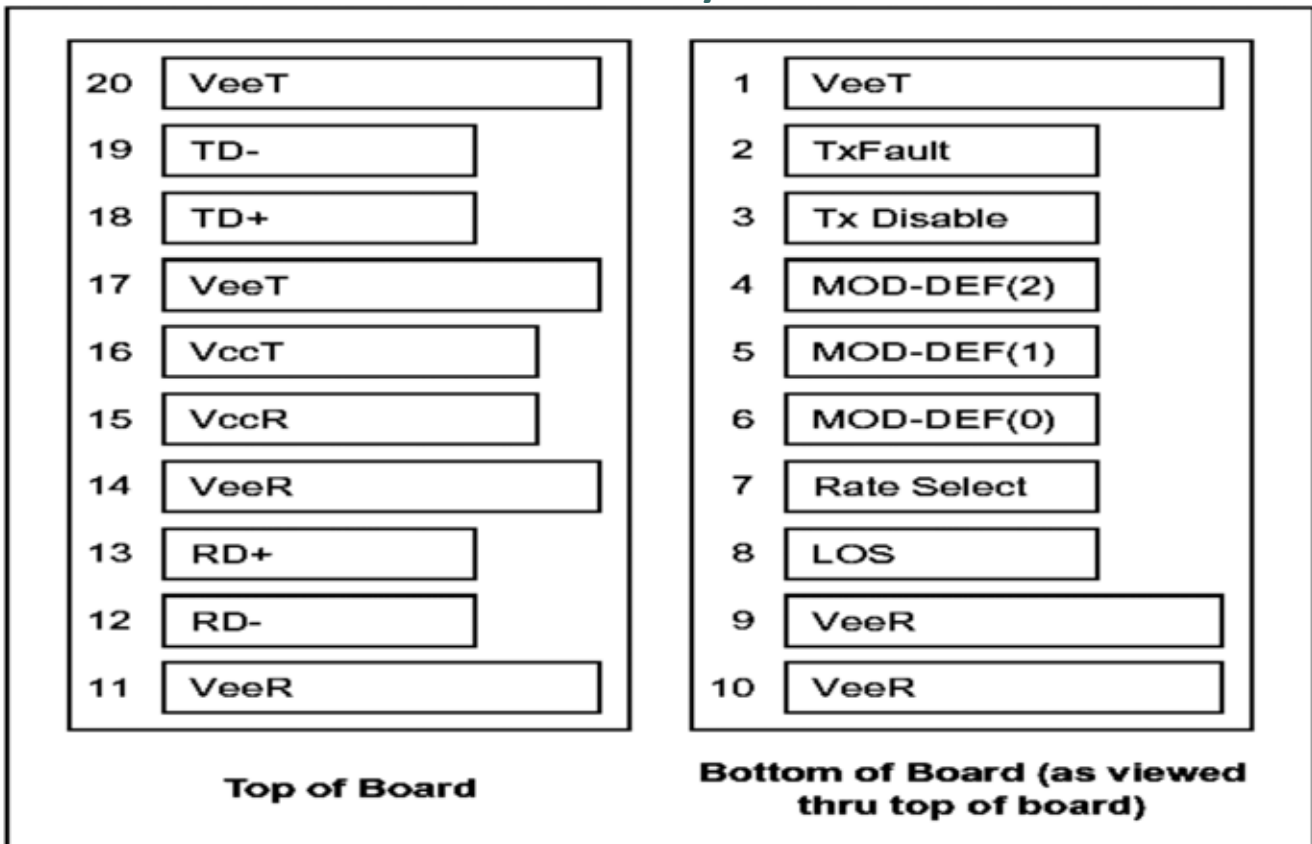 20 VeeT
19 TD-
18 TD+
17 VeeT
16 VccT
15 VccR
14 VeeR
13 RD+
12 RD-
11 VeeR
Top of Board
1 VeeT
2 TxFault
3 Tx Disable
4 MOD-DEF(2)
5 MOD-DEF(1)
6 MOD-DEF(0)
7 Rate Select
8 LOS
9 VeeR
10 VeeR
Bottom of Board (as viewed
thru top of board)